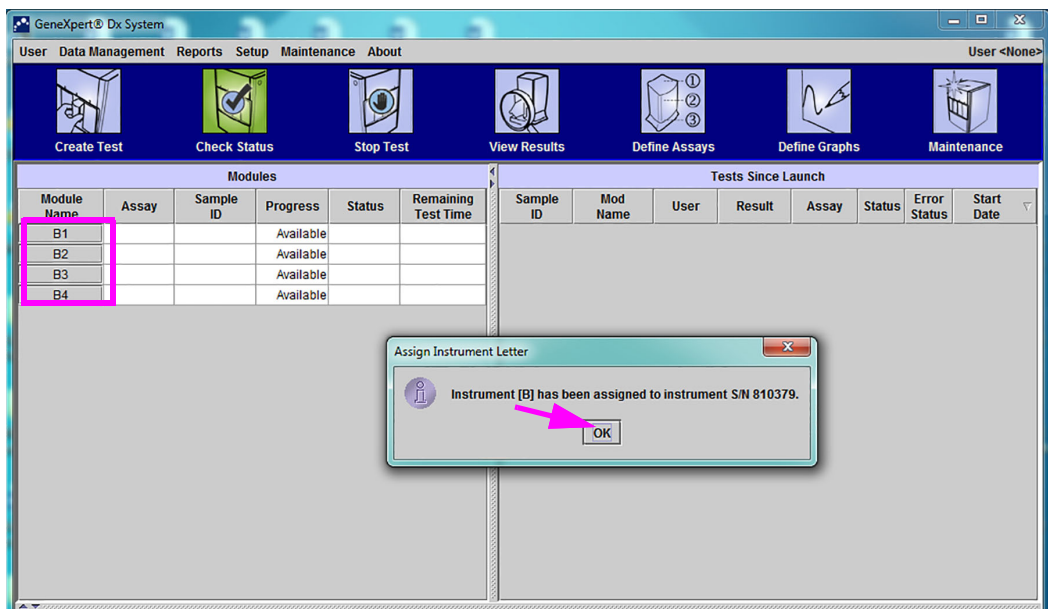 GeneXpert® Dx System
User Data Management Reports Setup Maintenance About User <None>
Create Test Check Status Stop Test View Results Define Assays Define Graphs Maintenance
① ② ③
Modules
Tests Since Launch
Module Name Assay Sample ID Progress Status Remaining Test Time
Sample ID Mod Name User Result Assay Status Error Status Start Date
B1 Available
B2 Available
B3 Available
B4 Available
Assign Instrument Letter
Instrument [B] has been assigned to instrument S/N 810379.
OK